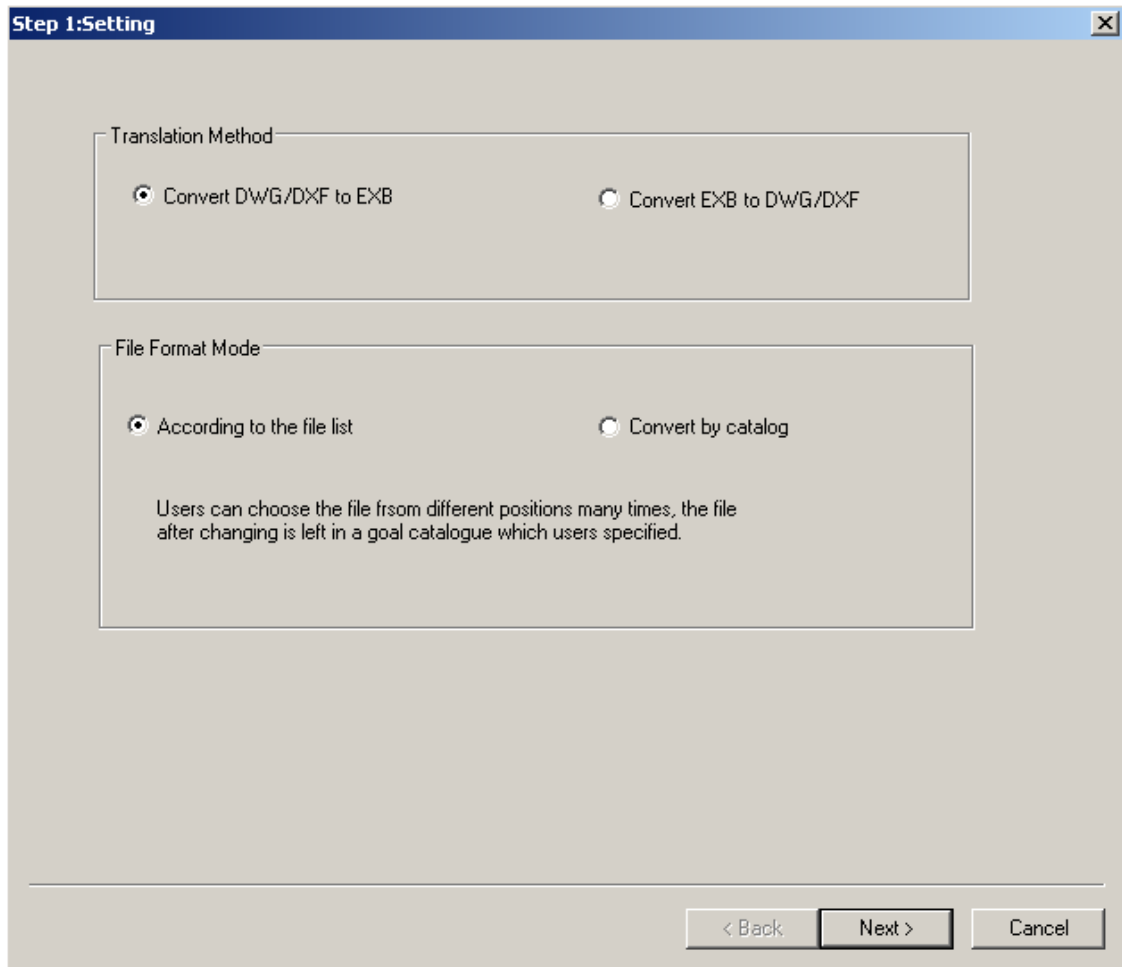 Step 1:Setting
Translation Method
Convert DWG/DXF to EXB
Convert EXB to DWG/DXF
File Format Mode
According to the file list
Convert by catalog
Users can choose the file frsom different positions many times, the file
after changing is left in a goal catalogue which users specified.
< Back
Next >
Cancel